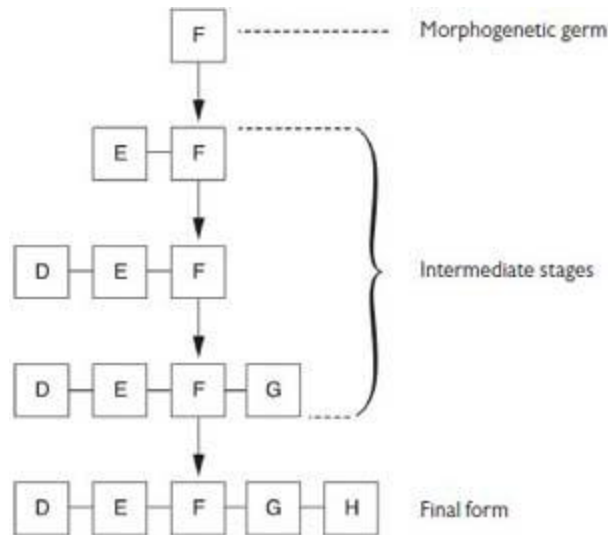 F Morphogenetic germ
E F
D E F Intermediate stages
D E F G
D E F G H Final form